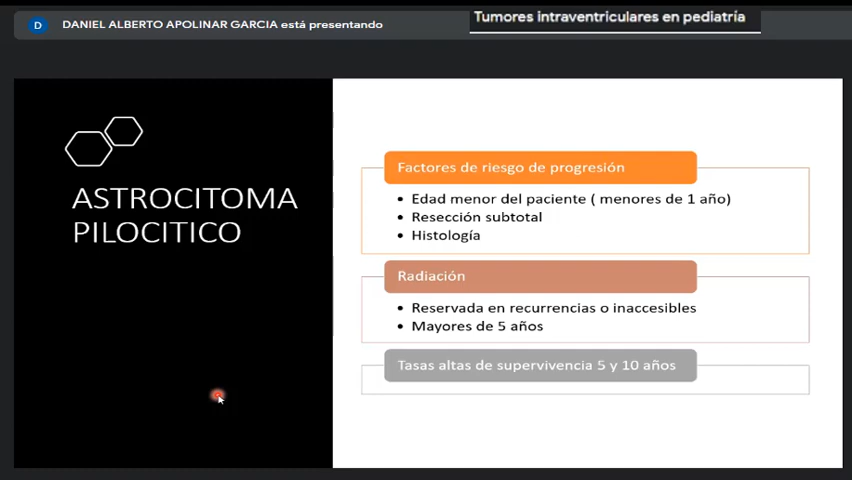 D DANIEL ALBERTO APOLINAR GARCIA está presentando
Tumores intraventriculares en pediatría
ASTROCITOMA
PILOCITICO
Factores de riesgo de progresión
• Edad menor del paciente ( menores de 1 año)
• Resección subtotal
• Histología
Radiación
• Reservada en recurrencias o inaccesibles
• Mayores de 5 años
Tasas altas de supervivencia 5 y 10 años